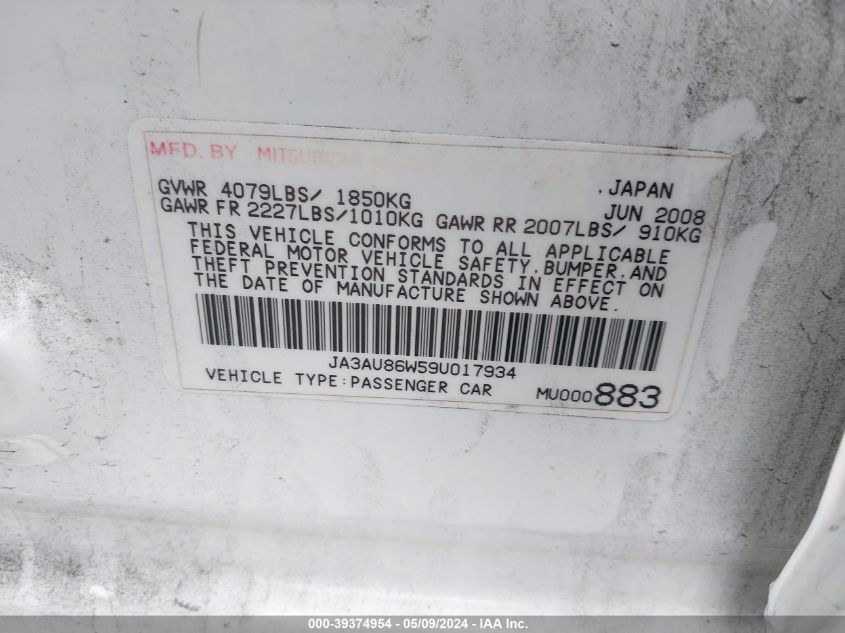 MFD. BY MITSUBISHI
.JAPAN
GVWR 4079LBS/ 1850KG JUN 2008
GAWR FR 2227LBS/1010KG GAWR RR 2007LBS/ 910KG
THIS VEHICLE CONFORMS TO ALL APPLICABLE
FEDERAL MOTOR VEHICLE SAFETY, BUMPER, AND
THEFT PREVENTION STANDARDS IN EFFECT ON
THE DATE OF MANUFACTURE SHOWN ABOVE.
JA3AU86W59U017934
VEHICLE TYPE:PASSENGER CAR MU000883
000-39374954 - 05/09/2024 - IAA Inc.